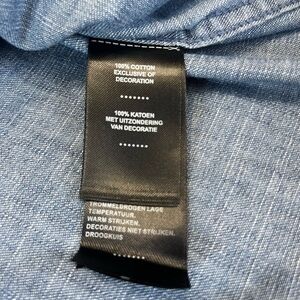 100% COTTON
EXCLUSIVE OF
DECORATION
100% KATOEN
MET UITZONDERING
VAN DECORATIE
TROMMELDROGEN LAGE
TEMPERATUUR.
WARM STRIJKEN.
DECORATIES NIET STRIJKEN.
DROOGKUIS